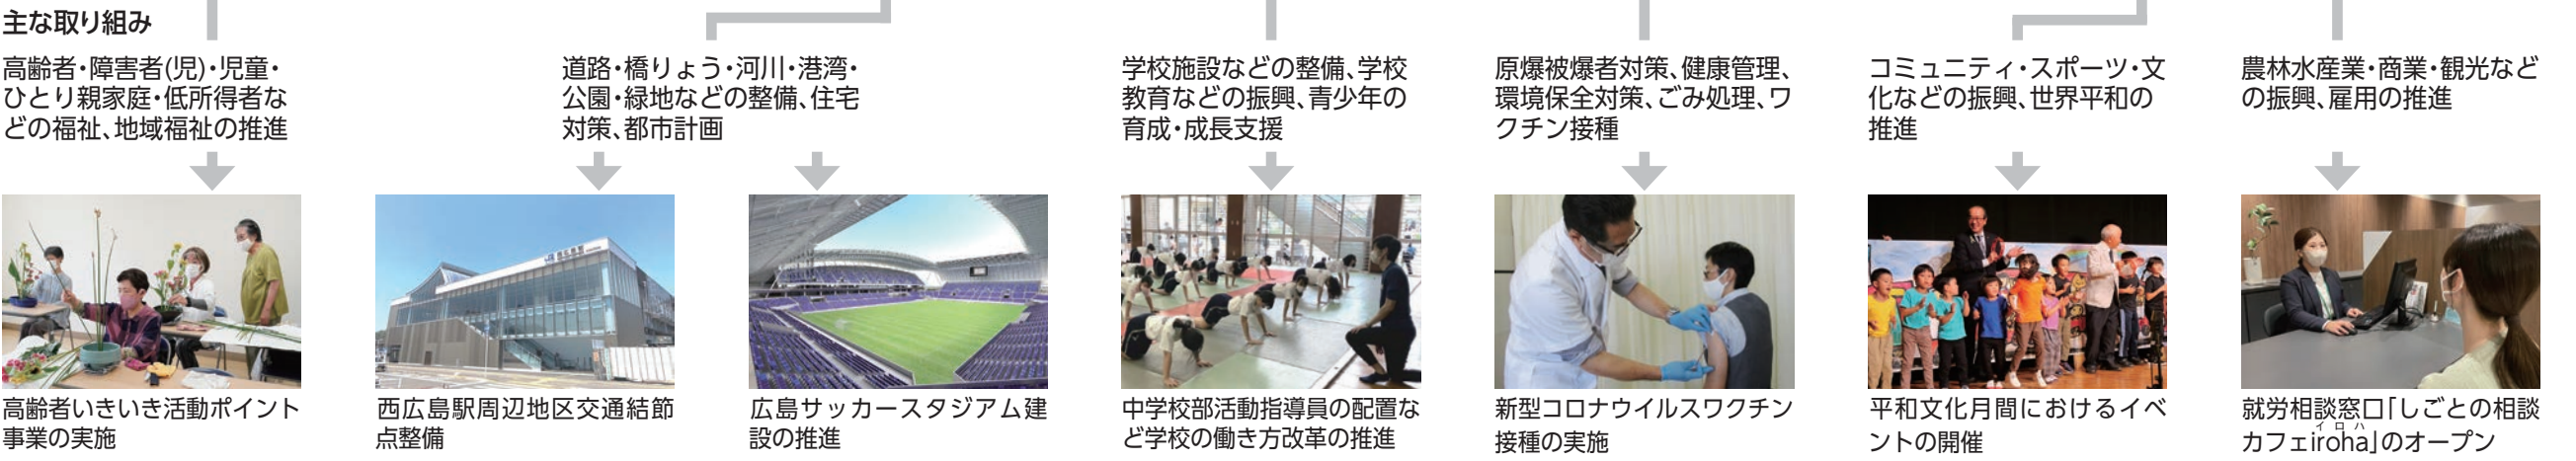 主な取り組み
高齢者・障害者(児)・児童・
ひとり親家庭・低所得者な
どの福祉、地域福祉の推進
道路・橋りょう・河川・港湾・
公園・緑地などの整備、住宅
対策、都市計画
学校施設などの整備、学校
教育などの振興、青少年の
育成・成長支援
原爆被爆者対策、健康管理、
環境保全対策、ごみ処理、ワ
クチン接種
コミュニティ・スポーツ・文
化などの振興、世界平和の
推進
農林水産業・商業・観光など
の振興、雇用の推進
高齢者いきいき活動ポイント
事業の実施
西広島駅周辺地区交通結節
点整備
広島サッカースタジアム建
設の推進
中学校部活動指導員の配置な
ど学校の働き方改革の推進
新型コロナウイルスワクチン
接種の実施
平和文化月間におけるイベ
ントの開催
就労相談窓口「しごとの相談
イロハ
カフェiroha」のオープン